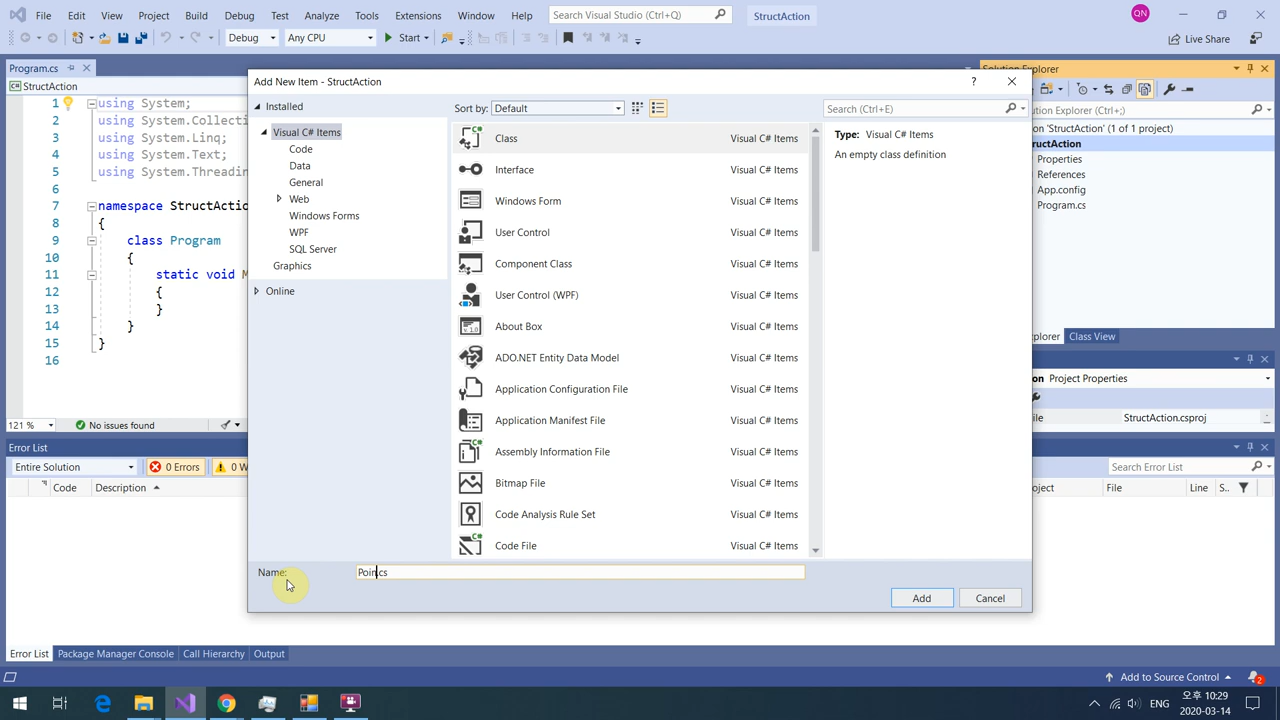 File Edit View Project Build Debug Test Analyze Tools Extensions Window Help Search Visual Studio (Ctrl+Q) StructAction QN
Debug Any CPU Start Live Share
Program.cs
StructAction
1 using System;
2 using System.Collecti
3 using System.Linq;
4 using System.Text;
5 using System.Threadin
6
7 namespace StructActio
8 {
9 class Program
10 {
11 static void M
12 {
13 }
14 }
15 }
16
121 % No issues found
Add New Item - StructAction ?
Installed
Visual C# Items
Code
Data
General
Web
Windows Forms
WPF
SQL Server
Graphics
Online
Sort by: Default
Class Visual C# Items
Interface Visual C# Items
Windows Form Visual C# Items
User Control Visual C# Items
Component Class Visual C# Items
User Control (WPF) Visual C# Items
About Box Visual C# Items
ADO.NET Entity Data Model Visual C# Items
Application Configuration File Visual C# Items
Application Manifest File Visual C# Items
Assembly Information File Visual C# Items
Bitmap File Visual C# Items
Code Analysis Rule Set Visual C# Items
Code File Visual C# Items
Search (Ctrl+E)
Type: Visual C# Items
An empty class definition
Name: Poin.cs
Add Cancel
Solution Explorer
olution Explorer (Ctrl+;)
on 'StructAction' (1 of 1 project)
tructAction
Properties
References
App.config
Program.cs
xplorer Class View
on Project Properties
ile StructAction.csproj
Error List
Entire Solution 0 Errors 0 W Search Error List
Code Description oject File Line S..
Error List Package Manager Console Call Hierarchy Output
Add to Source Control 2
ENG 오후 10:29
2020-03-14